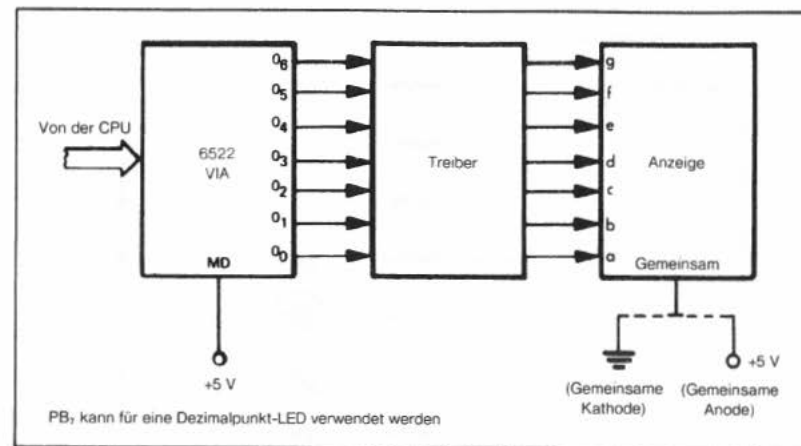 O6 g
O5 f
Von der CPU
O4 e
6522
VIA
O3
Treiber
d
Anzeige
O2 c
O1 b
O0 a
MD
Gemeinsam
+5 V
+5 V
(Gemeinsame
Kathode)
(Gemeinsame
Anode)
PB7 kann für eine Dezimalpunkt-LED verwendet werden